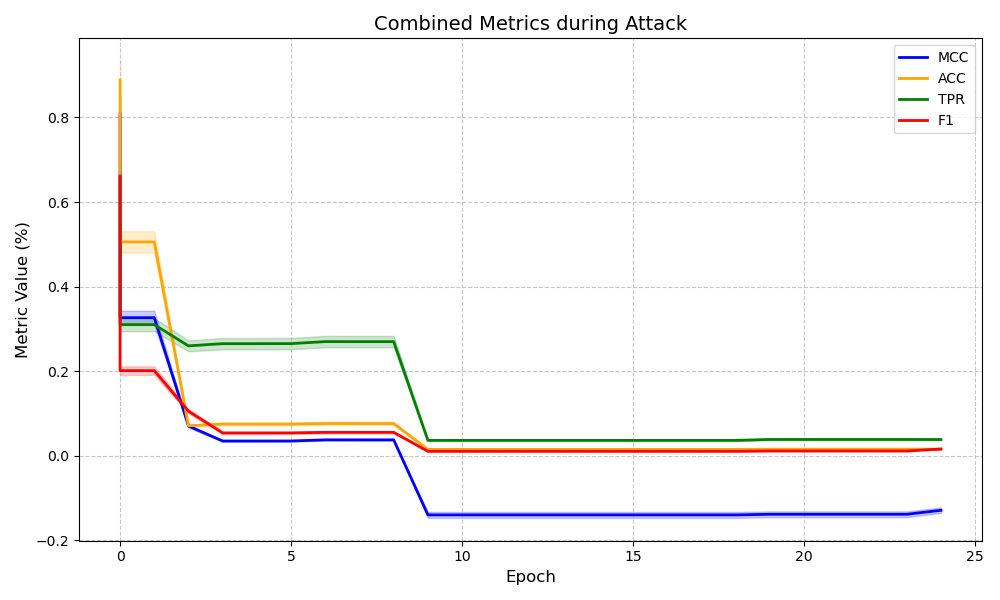 Combined Metrics during Attack
MCC
ACC
TPR
F1
Metric Value (%)
0.8
0.6
0.4
0.2
0.0
−0.2
0 5 10 15 20 25
Epoch